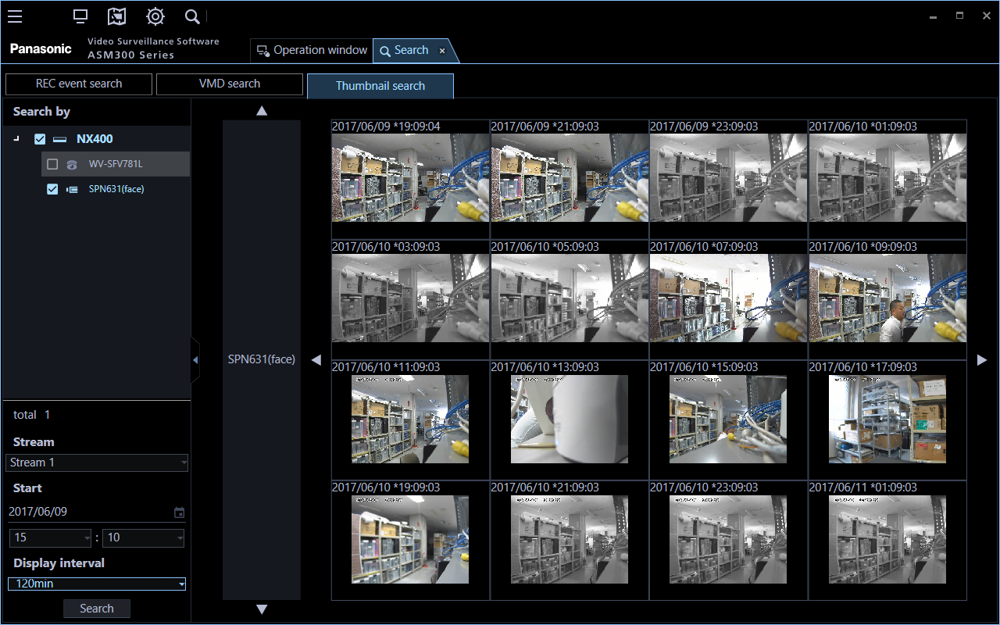 Panasonic
Video Surveillance Software
ASM300 Series
Operation window
Search
REC event search
VMD search
Thumbnail search
Search by
NX400
WV-SFV781L
SPN631(face)
total 1
Stream
Stream 1
Start
2017/06/09
15 : 10
Display interval
120min
Search
SPN631(face)
2017/06/09 *19:09:04
2017/06/09 *21:09:03
2017/06/09 *23:09:03
2017/06/10 *01:09:03
2017/06/10 *03:09:03
2017/06/10 *05:09:03
2017/06/10 *07:09:03
2017/06/10 *09:09:03
2017/06/10 *11:09:03
2017/06/10 *13:09:03
2017/06/10 *15:09:03
2017/06/10 *17:09:03
2017/06/10 *19:09:03
2017/06/10 *21:09:03
2017/06/10 *23:09:03
2017/06/11 *01:09:03